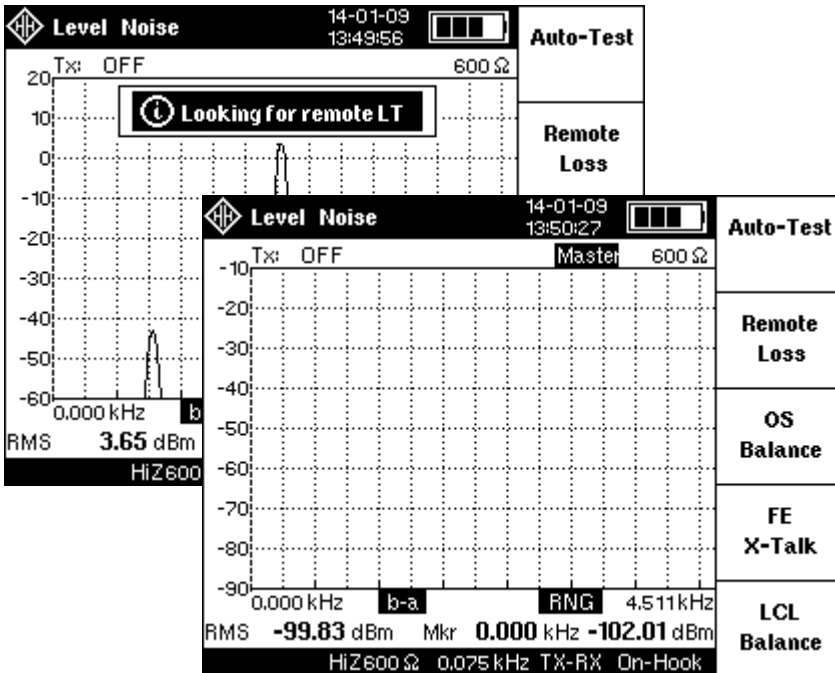 Level Noise 14-01-09
13:49:56
Auto-Test
Tx: OFF 600 Ω
20
Looking for remote LT
10
Remote
Loss
0
-10
-20
-30
-40
-50
-60
0.000 kHz b
RMS 3.65 dBm
HiZ600
Level Noise 14-01-09
13:50:27
Auto-Test
Tx: OFF Master 600 Ω
-10
-20
Remote
Loss
-30
-40
OS
Balance
-50
-60
-70
FE
X-Talk
-80
-90
0.000 kHz b-a RNG 4.511kHz
LCL
Balance
RMS -99.83 dBm Mkr 0.000 kHz -102.01 dBm
HiZ600 Ω 0.075 kHz TX-RX On-Hook